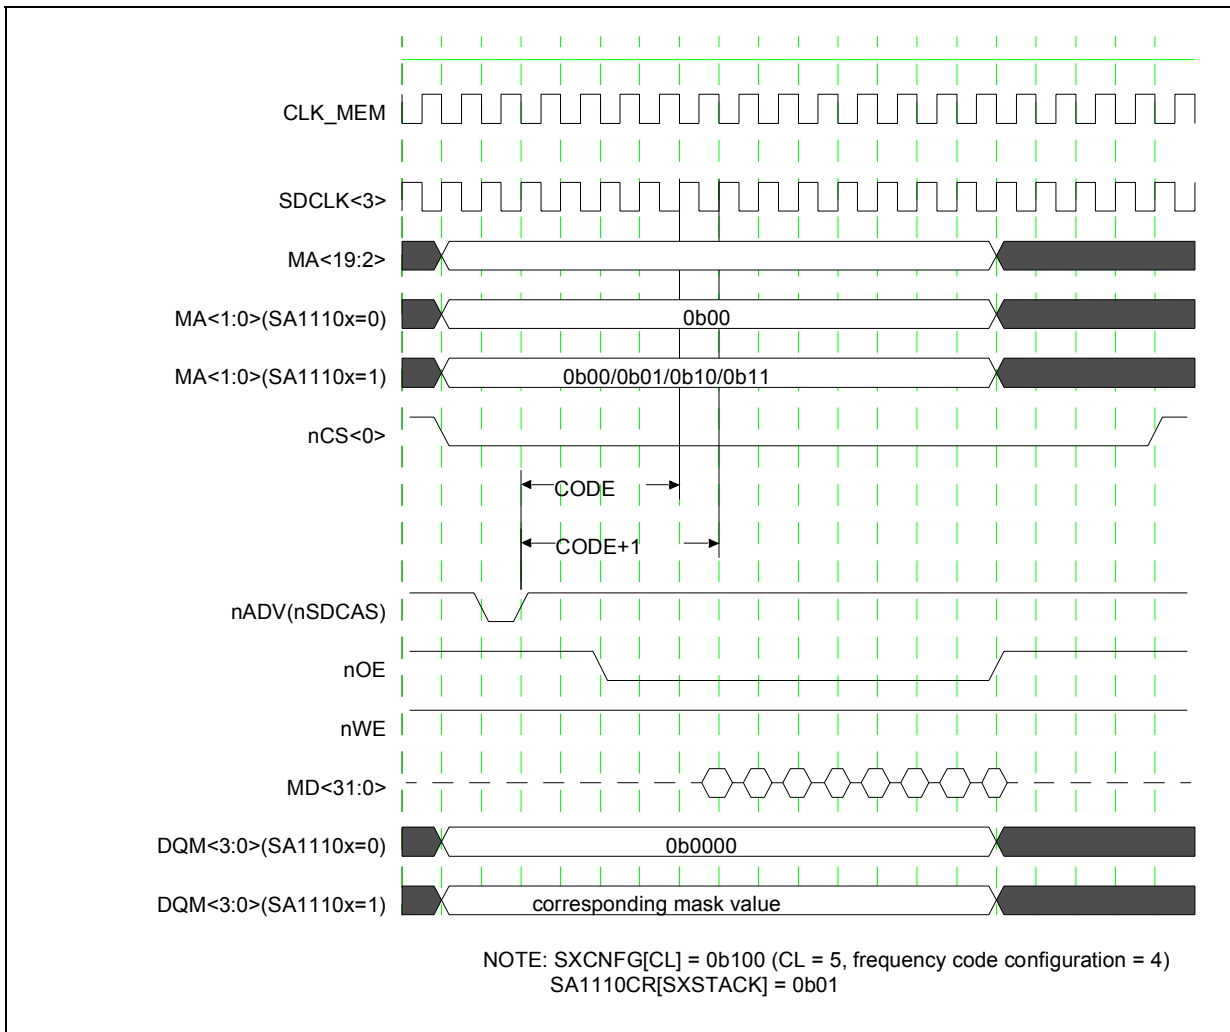 CLK_MEM
SDCLK<3>
MA<19:2>
MA<1:0>(SA1110x=0)
0b00
MA<1:0>(SA1110x=1)
0b00/0b01/0b10/0b11
nCS<0>
CODE
CODE+1
nADV(nSDCAS)
nOE
nWE
MD<31:0>
DQM<3:0>(SA1110x=0)
0b0000
DQM<3:0>(SA1110x=1)
corresponding mask value
NOTE: SXCNFG[CL] = 0b100 (CL = 5, frequency code configuration = 4)
SA1110CR[SXSTACK] = 0b01